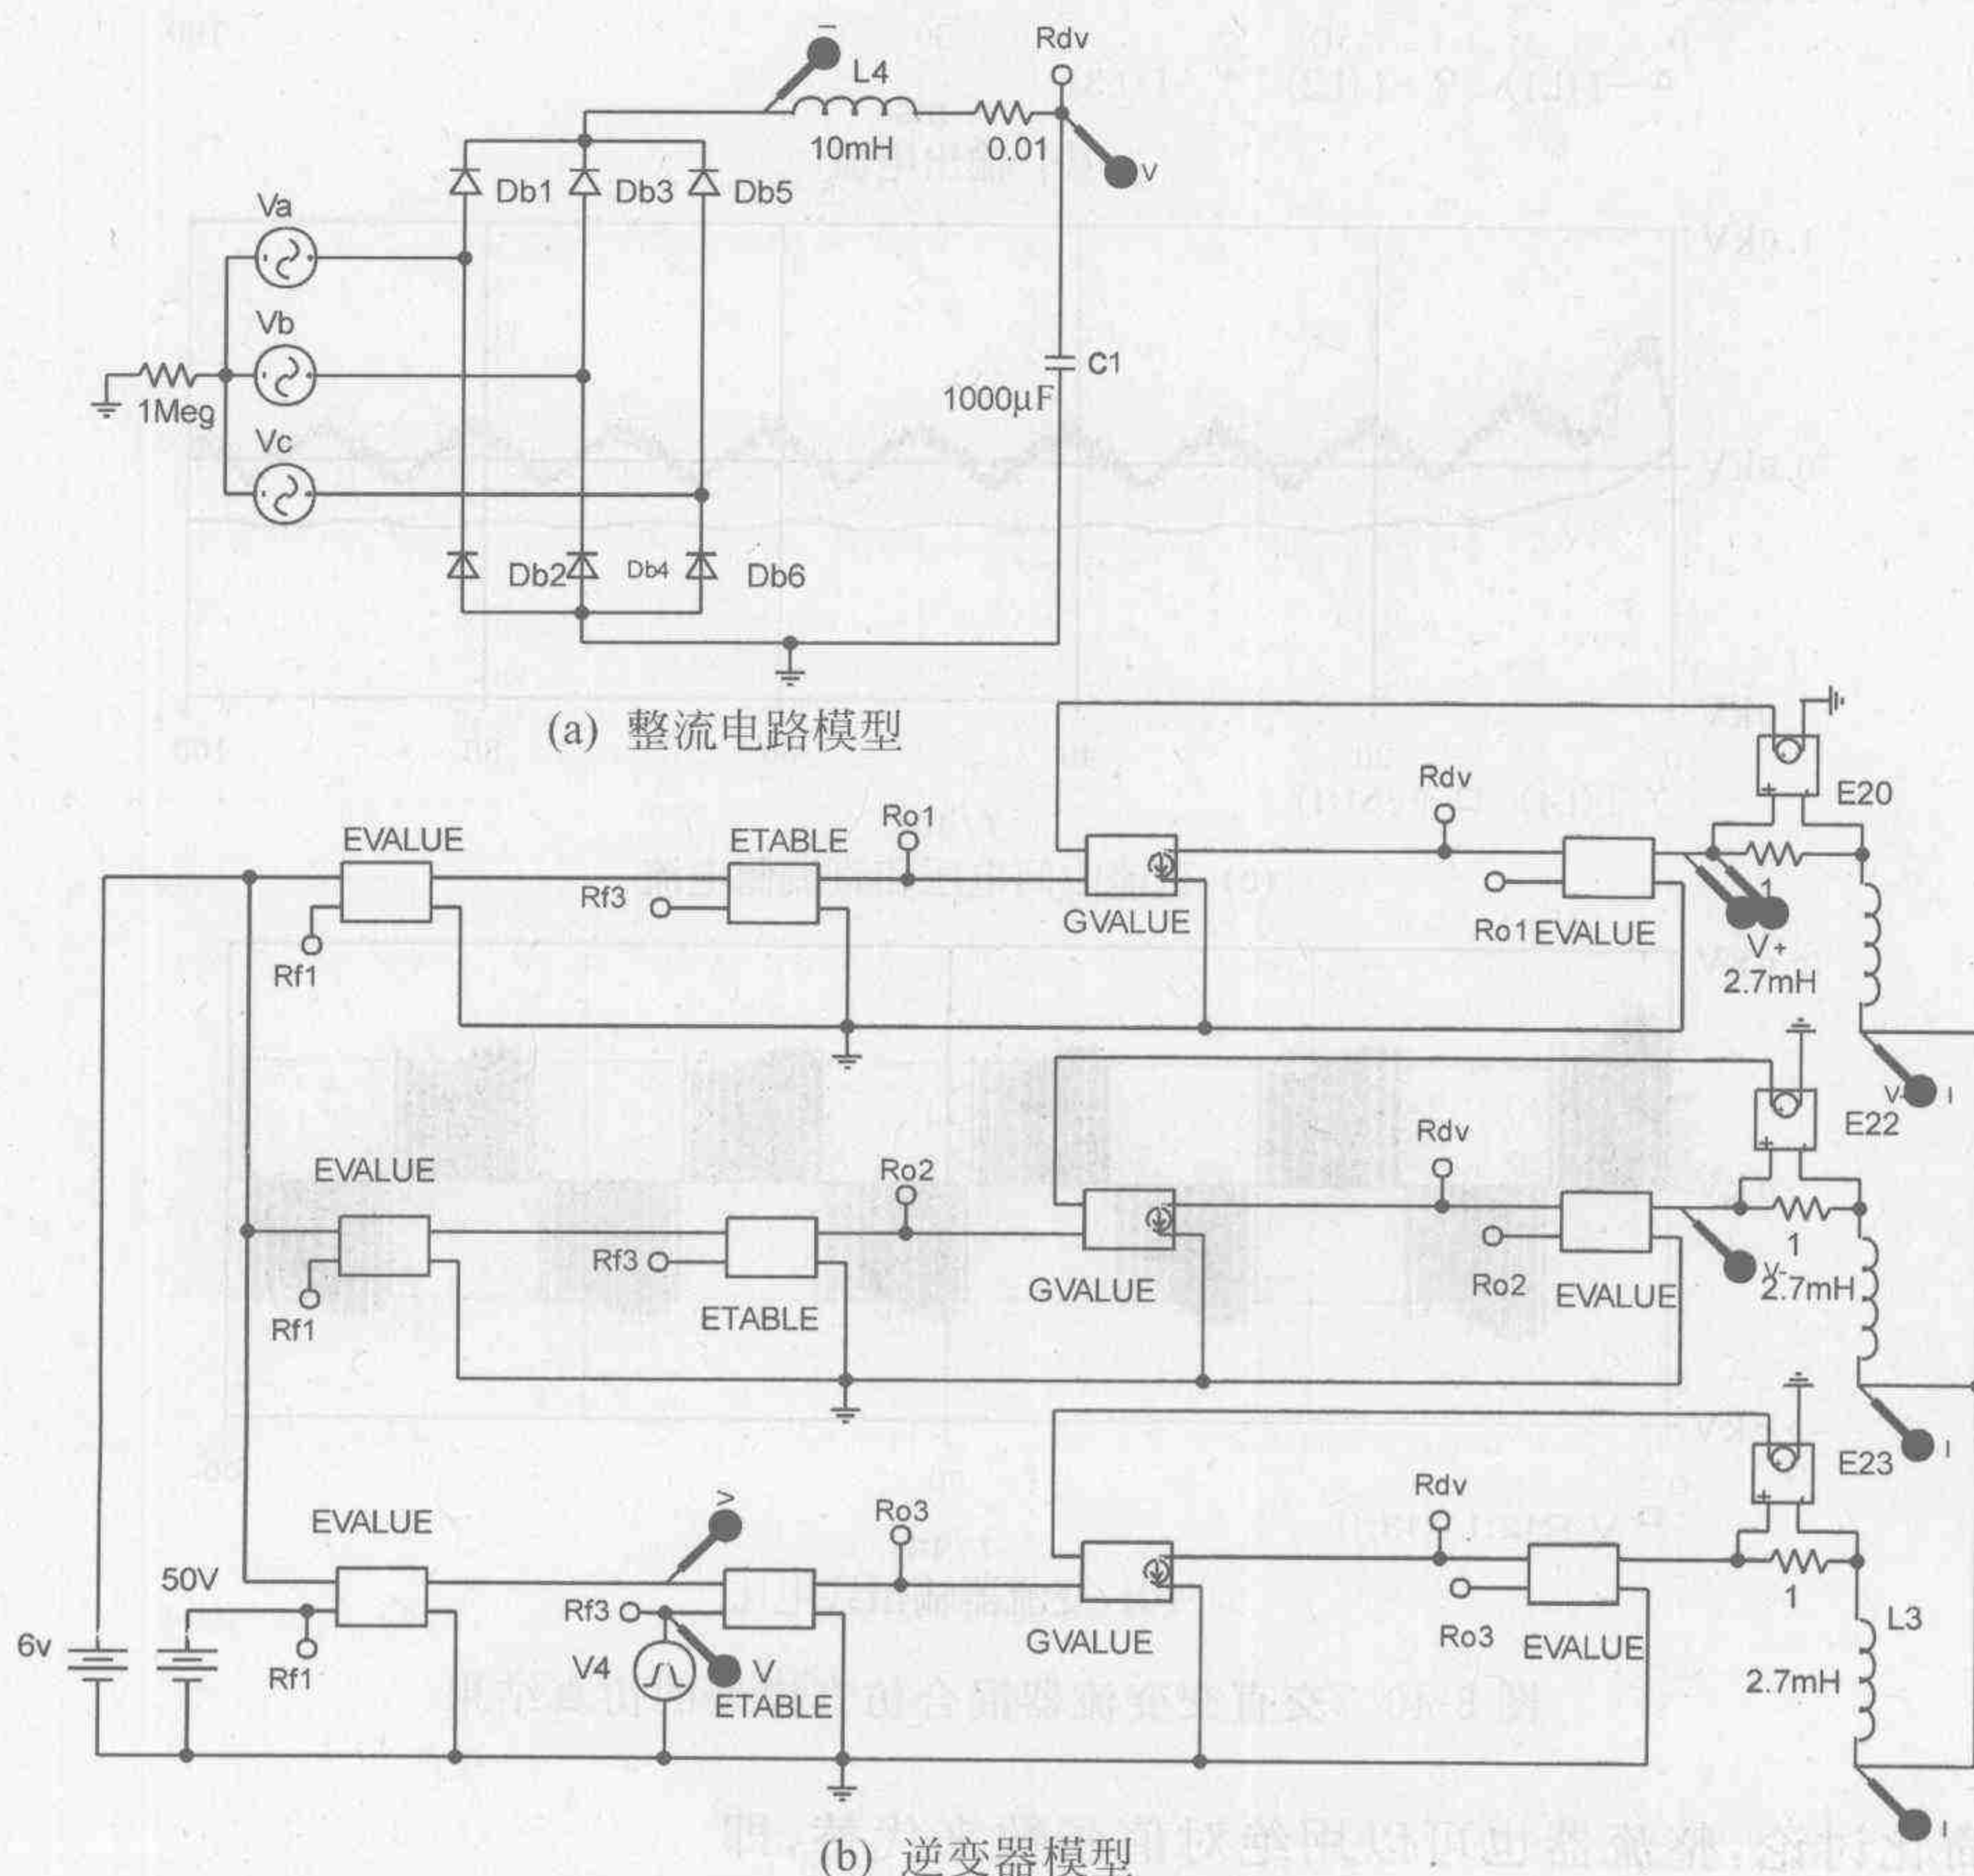 Rdv
I
L4
10mH
0.01
V
Db1
Db3
Db5
Va
Vb
1Meg
Vc
C1
1000μF
Db2
Db4
Db6
(a) 整流电路模型
E20
Rdv
Ro1
EVALUE
ETABLE
Rf3
Rf1
GVALUE
Ro1 EVALUE
1
V+
2.7mH
V-
I
E22
Rdv
Ro2
EVALUE
Rf3
Rf1
ETABLE
GVALUE
Ro2
EVALUE
1
V-
2.7mH
I
E23
Rdv
Ro3
V
EVALUE
50V
6v
Rf1
Rf3
V4
V
ETABLE
GVALUE
Ro3
EVALUE
1
L3
2.7mH
I
(b) 逆变器模型